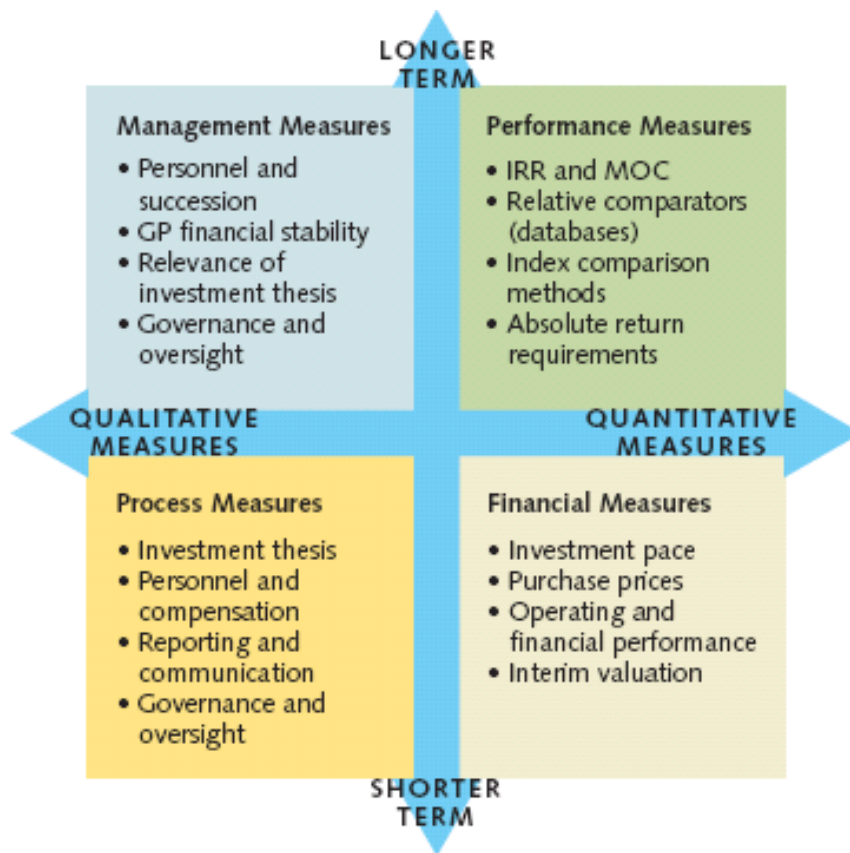 LONGER
TERM
Management Measures
• Personnel and
succession
• GP financial stability
• Relevance of
investment thesis
• Governance and
oversight
Performance Measures
• IRR and MOC
• Relative comparators
(databases)
• Index comparison
methods
• Absolute return
requirements
QUALITATIVE
MEASURES
QUANTITATIVE
MEASURES
Process Measures
• Investment thesis
• Personnel and
compensation
• Reporting and
communication
• Governance and
oversight
Financial Measures
• Investment pace
• Purchase prices
• Operating and
financial performance
• Interim valuation
SHORTER
TERM